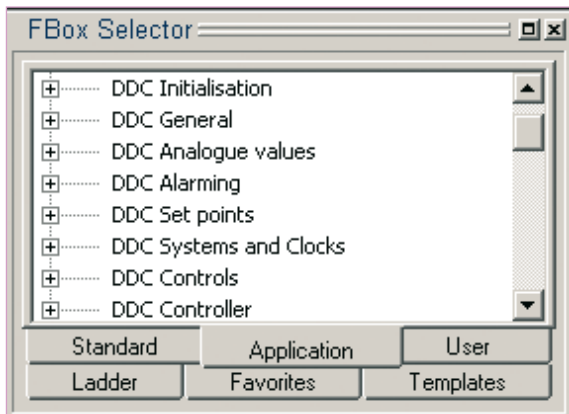 FBox Selector
DDC Initialisation
DDC General
DDC Analogue values
DDC Alarming
DDC Set points
DDC Systems and Clocks
DDC Controls
DDC Controller
Standard Application User
Ladder Favorites Templates